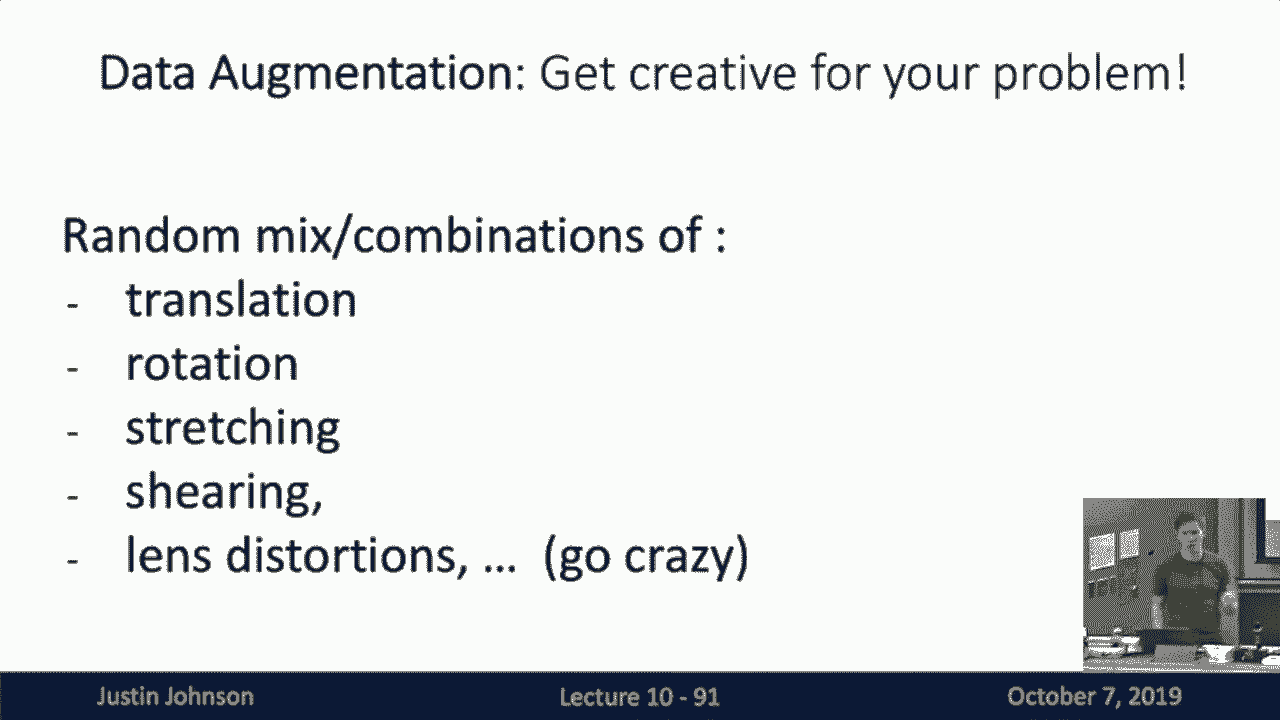 Data Augmentation: Get creative for your problem!
Random mix/combinations of :
- translation
- rotation
- stretching
- shearing,
- lens distortions, ... (go crazy)
Justin Johnson
Lecture 10 - 91
October 7, 2019